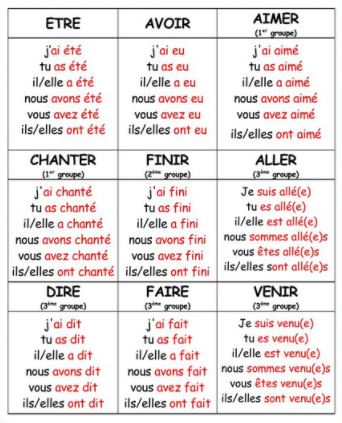 ETRE
j'ai été
tu as été
il/elle a été
nous avons été
vous avez été
ils/elles ont été
AVOIR
j'ai eu
tu as eu
il/elle a eu
nous avons eu
vous avez eu
ils/elles ont eu
AIMER
(1er groupe)
j'ai aimé
tu as aimé
il/elle a aimé
nous avons aimé
vous avez aimé
ils/elles ont aimé
CHANTER
(1er groupe)
j'ai chanté
tu as chanté
il/elle a chanté
nous avons chanté
vous avez chanté
ils/elles ont chanté
FINIR
(2ème groupe)
j'ai fini
tu as fini
il/elle a fini
nous avons fini
vous avez fini
ils/elles ont fini
ALLER
(3ème groupe)
Je suis allé(e)
tu es allé(e)
il/elle est allé(e)
nous sommes allé(e)s
vous êtes allé(e)s
ils/elles sont allé(e)s
DIRE
(3ème groupe)
j'ai dit
tu as dit
il/elle a dit
nous avons dit
vous avez dit
ils/elles ont dit
FAIRE
(3ème groupe)
j'ai fait
tu as fait
il/elle a fait
nous avons fait
vous avez fait
ils/elles ont fait
VENIR
(3ème groupe)
Je suis venu(e)
tu es venu(e)
il/elle est venu(e)
nous sommes venu(e)s
vous êtes venu(e)s
ils/elles sont venu(e)s